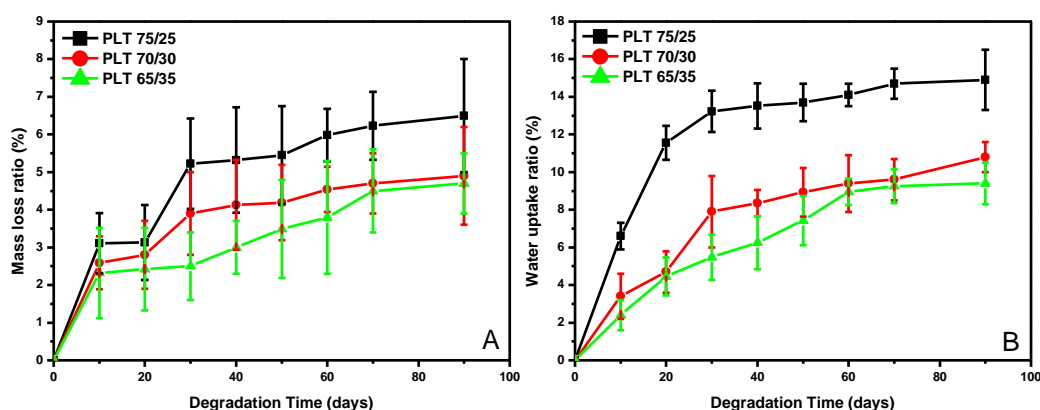 Mass loss ratio (%)
9
8
7
6
5
4
3
2
1
0
PLT 75/25
PLT 70/30
PLT 65/35
A
0 20 40 60 80 100
Degradation Time (days)
Water uptake ratio (%)
18
16
14
12
10
8
6
4
2
0
PLT 75/25
PLT 70/30
PLT 65/35
B
0 20 40 60 80 100
Degradation Time (days)